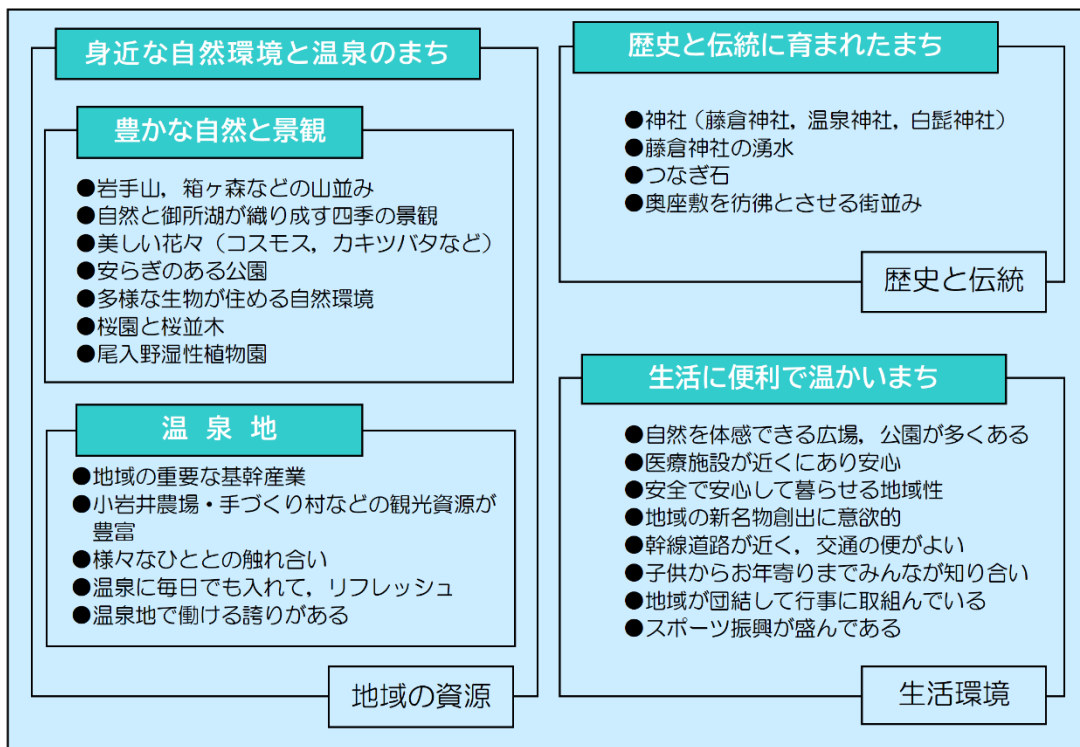 身近な自然環境と温泉のまち
豊かな自然と景観
●岩手山，箱ヶ森などの山並み
●自然と御所湖が織り成す四季の景観
●美しい花々（コスモス，カキツバタなど）
●安らぎのある公園
●多様な生物が住める自然環境
●桜園と桜並木
●尾入野湿性植物園
温泉地
●地域の重要な基幹産業
●小岩井農場・手づくり村などの観光資源が
豊富
●様々なひととの触れ合い
●温泉に毎日でも入れて，リフレッシュ
●温泉地で働ける誇りがある
地域の資源
歴史と伝統に育まれたまち
●神社（藤倉神社，温泉神社，白髭神社）
●藤倉神社の湧水
●つなぎ石
●奥座敷を彷彿とさせる街並み
歴史と伝統
生活に便利で温かいまち
●自然を体感できる広場，公園が多くある
●医療施設が近くにあり安心
●安全で安心して暮らせる地域性
●地域の新名物創出に意欲的
●幹線道路が近く，交通の便がよい
●子供からお年寄りまでみんなが知り合い
●地域が団結して行事に取組んでいる
●スポーツ振興が盛んである
生活環境